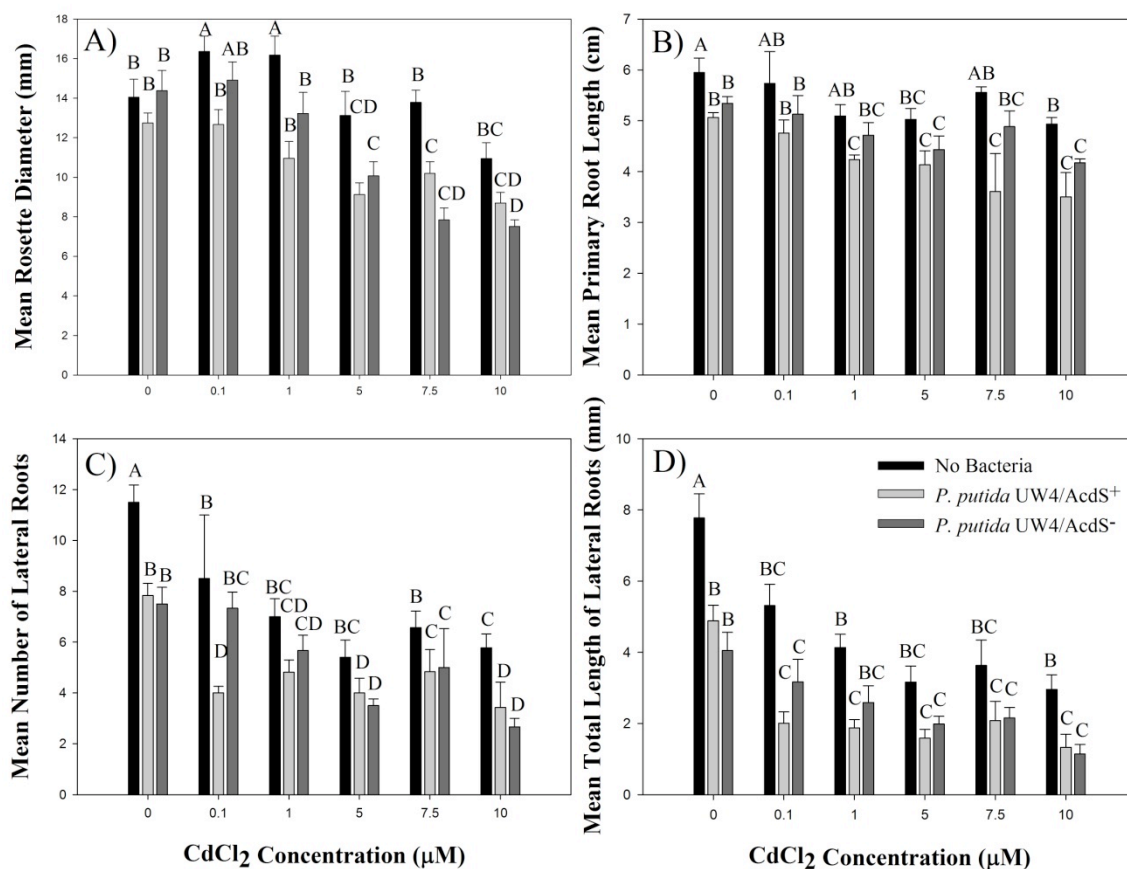 A)
Mean Rosette Diameter (mm)
18
16
14
12
10
8
6
4
2
0
B B B
A B AB
A B B
B CD C
B C CD
BC CD D
0 0.1 1 5 7.5 10
B)
Mean Primary Root Length (cm)
7
6
5
4
3
2
1
0
A B B
AB B B
AB C BC
BC C C
AB C BC
B C C
0 0.1 1 5 7.5 10
C)
Mean Number of Lateral Roots
14
12
10
8
6
4
2
0
A B B
B D BC
BC CD CD
BC D D
B C C
C D D
0 0.1 1 5 7.5 10
CdCl2 Concentration (μM)
D)
Mean Total Length of Lateral Roots (mm)
10
8
6
4
2
0
No Bacteria
P. putida UW4/AcdS+
P. putida UW4/AcdS-
A B B
BC C C
B C BC
BC C C
BC C C
B C C
0 0.1 1 5 7.5 10
CdCl2 Concentration (μM)